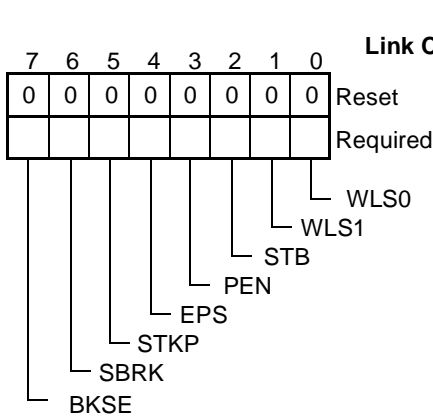 Link C
7 6 5 4 3 2 1 0
0 0 0 0 0 0 0 0 Reset
Required
WLS0
WLS1
STB
PEN
EPS
STKP
SBRK
BKSE